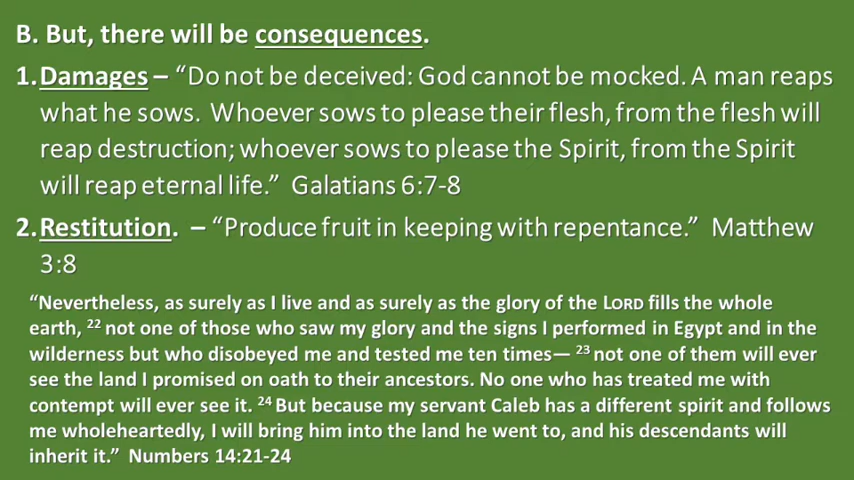 B. But, there will be consequences.
1. Damages – “Do not be deceived: God cannot be mocked. A man reaps
what he sows. Whoever sows to please their flesh, from the flesh will
reap destruction; whoever sows to please the Spirit, from the Spirit
will reap eternal life.” Galatians 6:7-8
2. Restitution. – “Produce fruit in keeping with repentance.” Matthew
3:8
“Nevertheless, as surely as I live and as surely as the glory of the LORD fills the whole
earth, 22 not one of those who saw my glory and the signs I performed in Egypt and in the
wilderness but who disobeyed me and tested me ten times— 23 not one of them will ever
see the land I promised on oath to their ancestors. No one who has treated me with
contempt will ever see it. 24 But because my servant Caleb has a different spirit and follows
me wholeheartedly, I will bring him into the land he went to, and his descendants will
inherit it.” Numbers 14:21-24